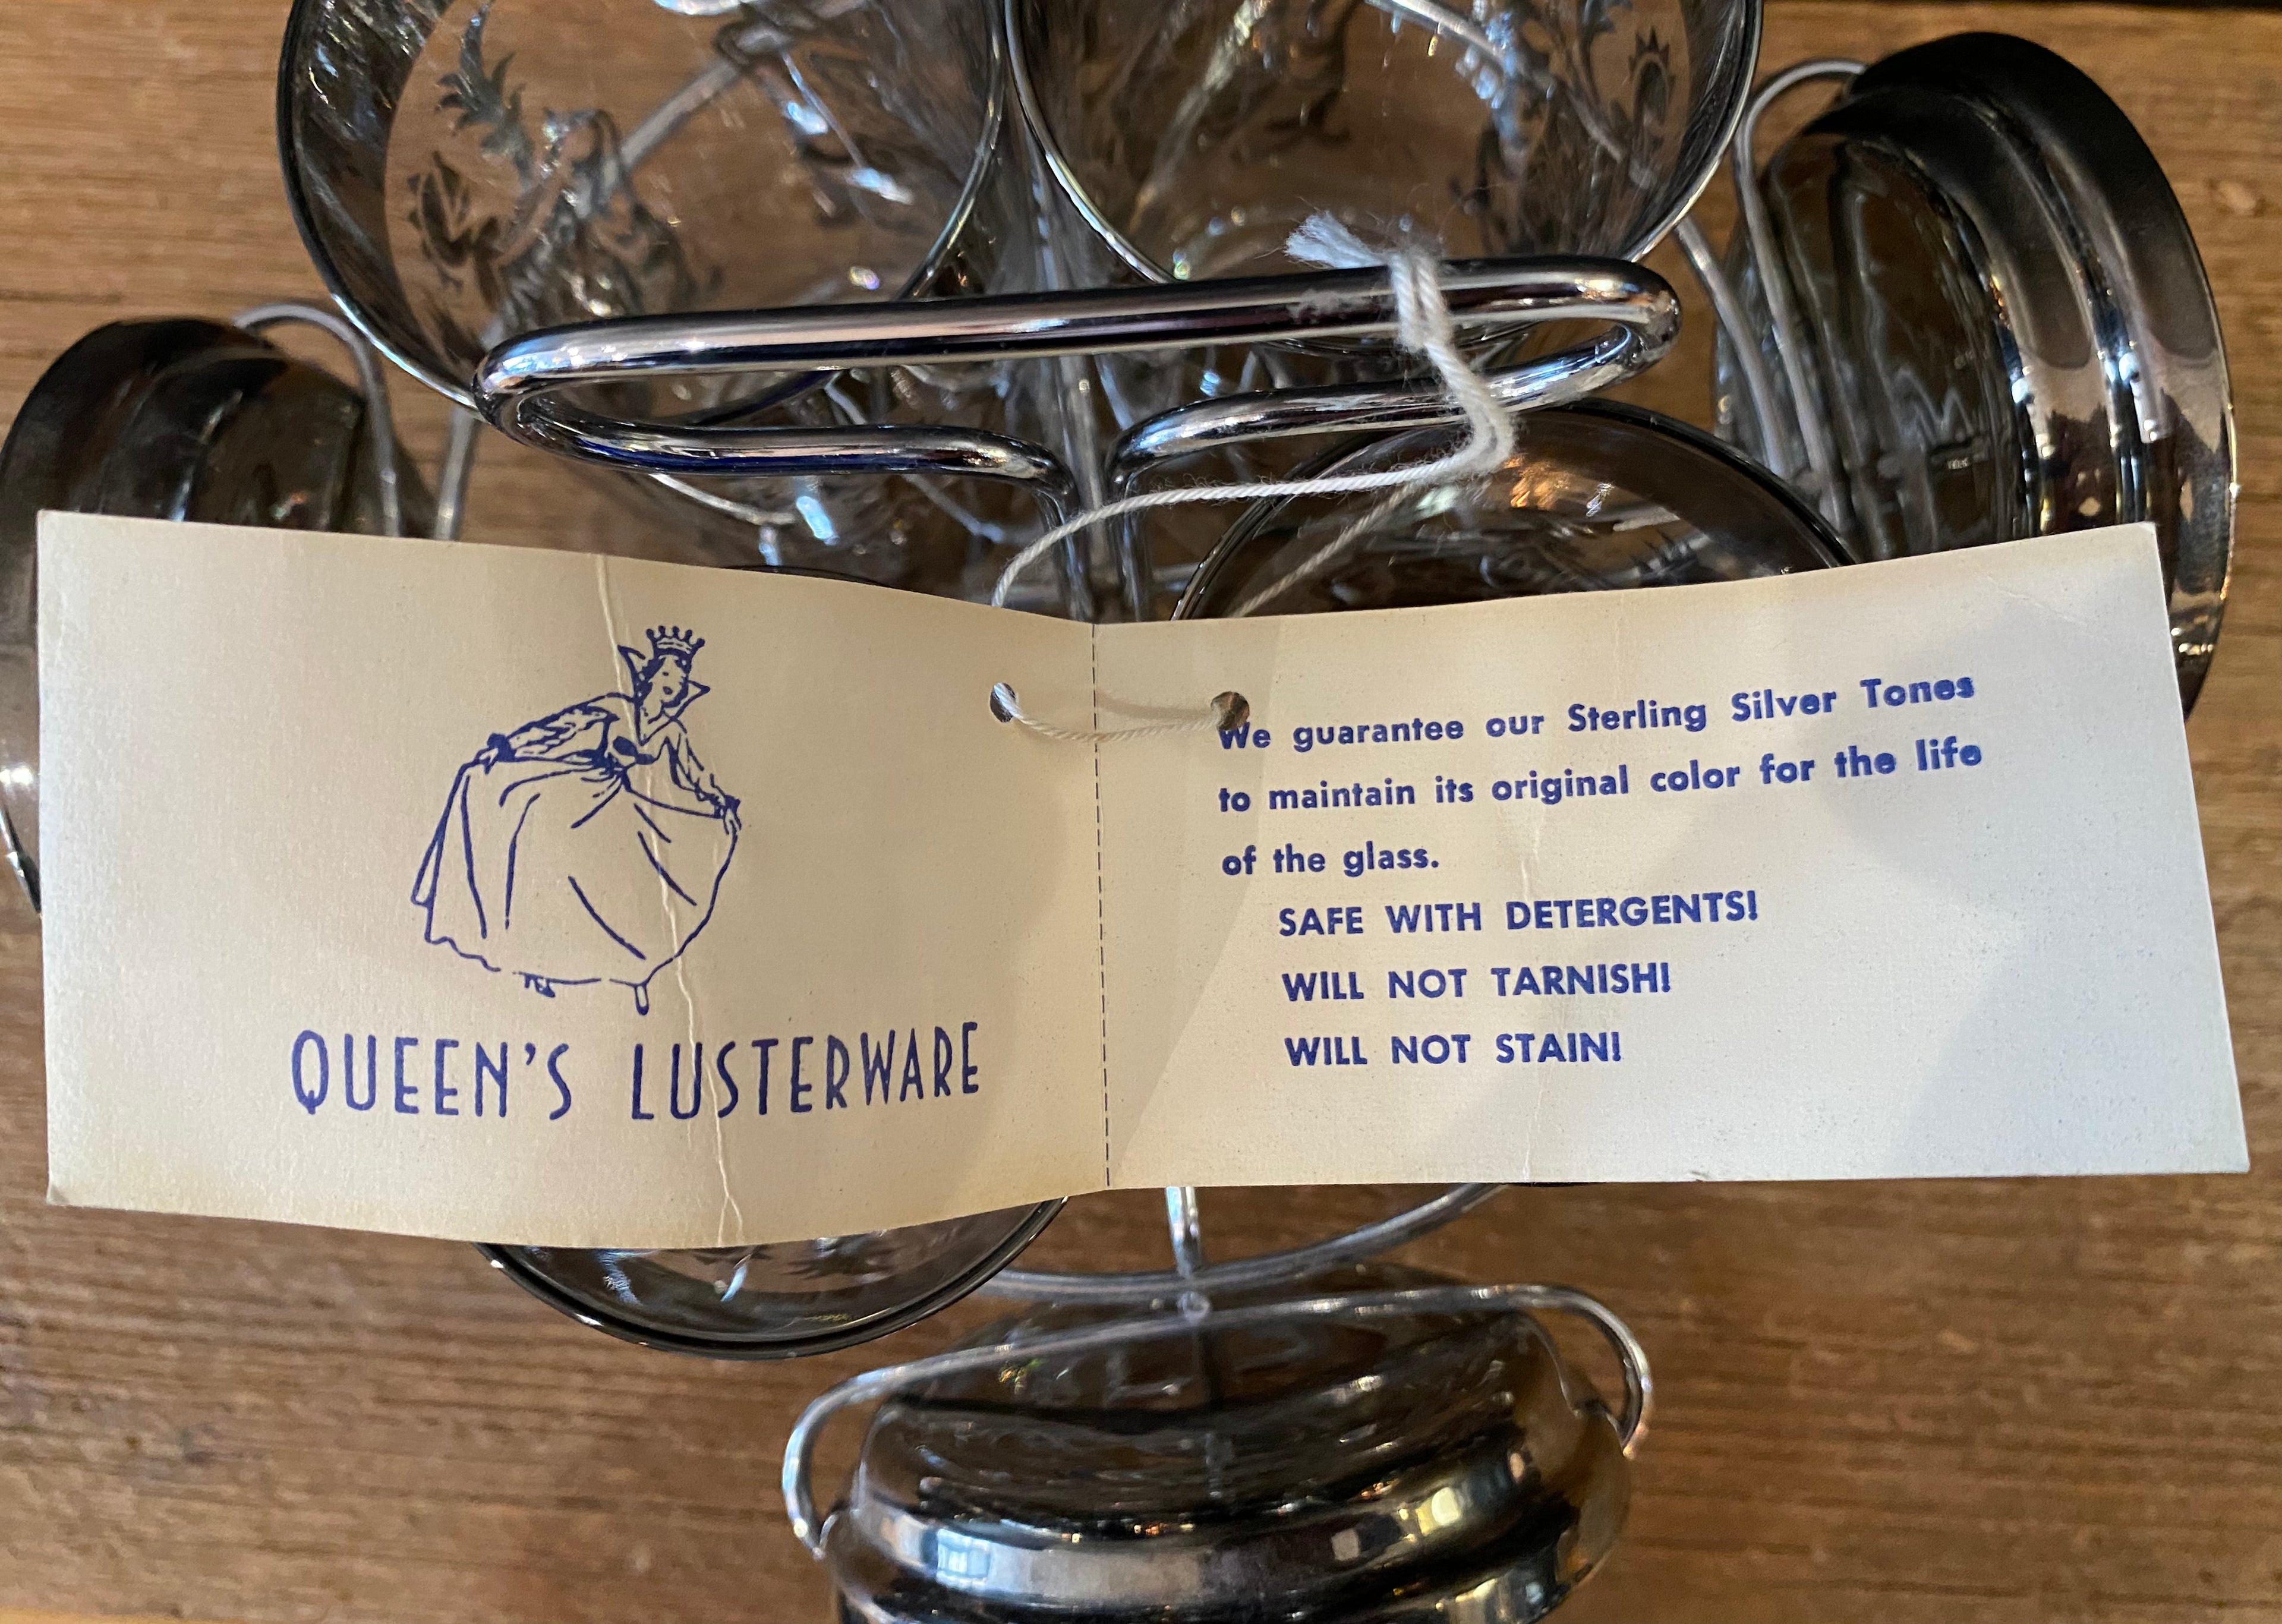 QUEEN'S LUSTERWARE
We guarantee our Sterling Silver Tones
to maintain its original color for the life
of the glass.
SAFE WITH DETERGENTS!
WILL NOT TARNISH!
WILL NOT STAIN!